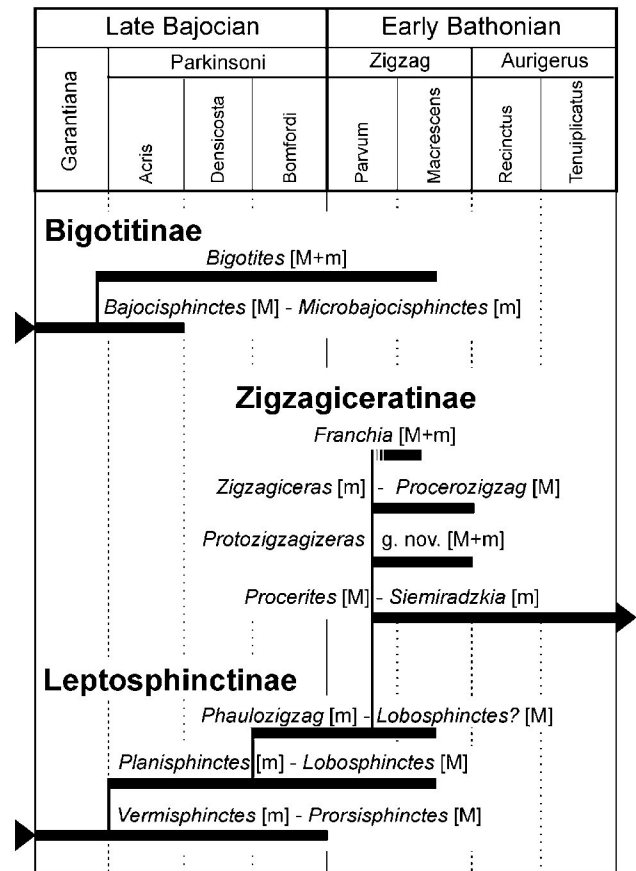 Late Bajocian Early Bathonian
Garantiana Parkinsoni Zigzag Aurigerus
Acris Densicosta Bomfordi Parvum Macrescens Recinctus Tenuiplicatus
Bigotitinae
Bigotites [M+m]
Bajocisphinctes [M] - Microbajocisphinctes [m]
Zigzagiceratinae
Franchia [M+m]
Zigzagiceras [m] - Procerozigzag [M]
Protozigzagizeras g. nov. [M+m]
Procerites [M] - Siemiradzkia [m]
Leptosphinctinae
Phaulozigzag [m] - Lobosphinctes? [M]
Planisphinctes [m] - Lobosphinctes [M]
Vermisphinctes [m] - Prorsisphinctes [M]